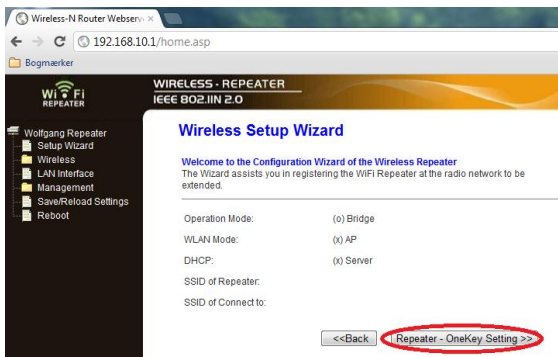 Wireless-N Router Webserv
192.168.10.1/home.asp
Bogmærker
WiFi
REPEATER
WIRELESS - REPEATER
IEEE 802.11N 2.0
Wolfgang Repeater
Setup Wizard
Wireless
LAN Interface
Management
Save/Reload Settings
Reboot
Wireless Setup Wizard
Welcome to the Configuration Wizard of the Wireless Repeater
The Wizard assists you in registering the WiFi Repeater at the radio network to be
extended.
Operation Mode: (o) Bridge
WLAN Mode: (x) AP
DHCP: (x) Server
SSID of Repeater:
SSID of Connect to:
<<Back Repeater - OneKey Setting >>